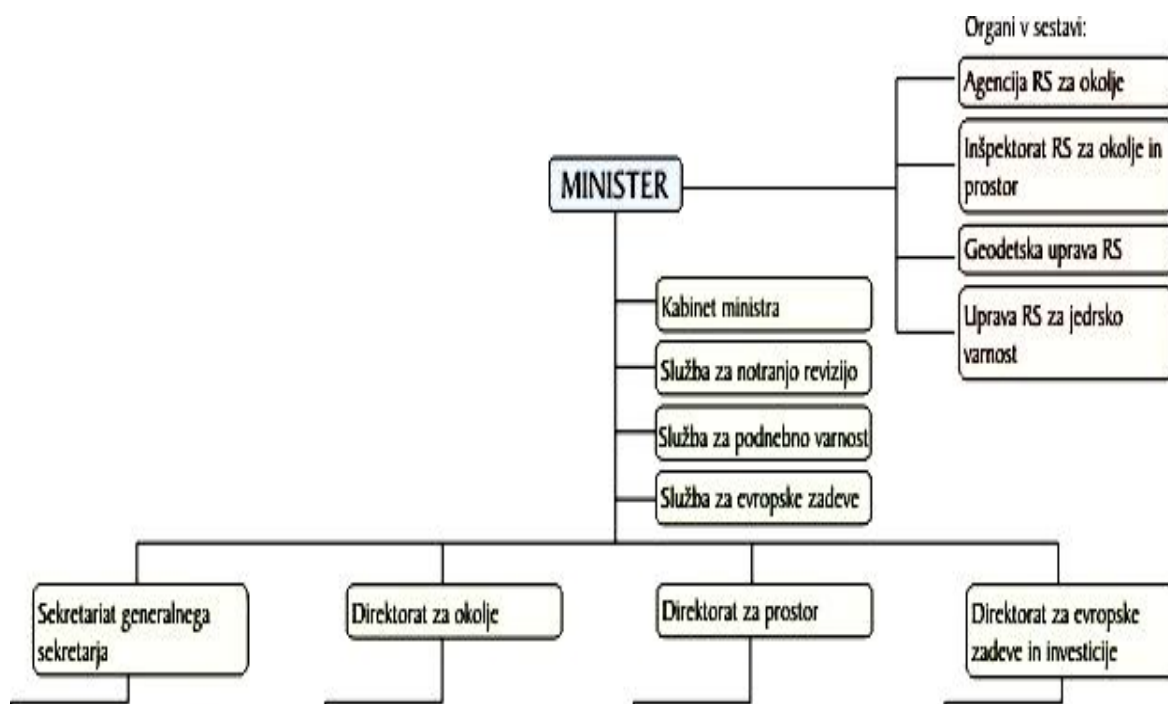 Organi v sestavi:
Agencija RS za okolje
Inšpektorat RS za okolje in
prostor
Geodetska uprava RS
Uprava RS za jedrsko
varnost
MINISTER
Kabinet ministra
Služba za notranjo revizijo
Služba za podnebno varnost
Služba za evropske zadeve
Sekretariat generalnega
sekretarja
Direktorat za okolje
Direktorat za prostor
Direktorat za evropske
zadeve in investicije